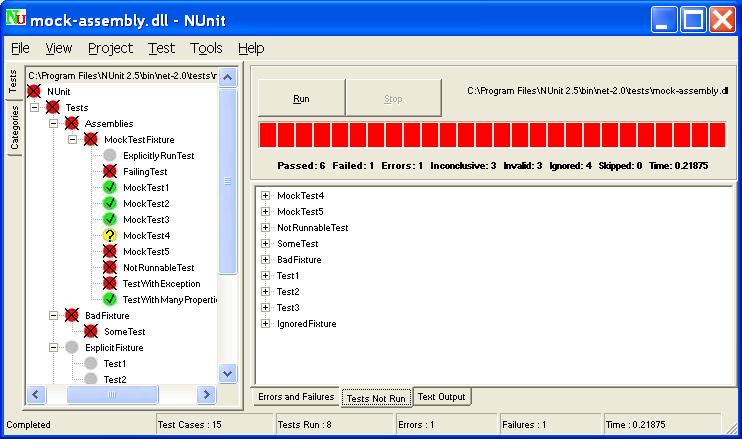 NU mock-assembly.dll - NUnit
File View Project Test Tools Help
Tests
Categories
C:\Program Files\NUnit 2.5\bin\net-2.0\tests\
NUnit
Tests
Assemblies
MockTestFixture
ExplicitlyRunTest
FailingTest
MockTest1
MockTest2
MockTest3
MockTest4
MockTest5
NotRunnableTest
TestWithException
TestWithManyProperti
BadFixture
SomeTest
ExplicitFixture
Test1
Test2
Run
Stop
C:\Program Files\NUnit 2.5\bin\net-2.0\tests\mock-assembly.dl
Passed: 6 Failed: 1 Errors: 1 Inconclusive: 3 Invalid: 3 Ignored: 4 Skipped: 0 Time: 0.21875
MockTest4
MockTest5
NotRunnableTest
SomeTest
BadFixture
Test1
Test2
Test3
IgnoredFixture
Errors and Failures
Tests Not Run
Text Output
Completed
Test Cases : 15
Tests Run : 8
Errors : 1
Failures : 1
Time : 0.21875